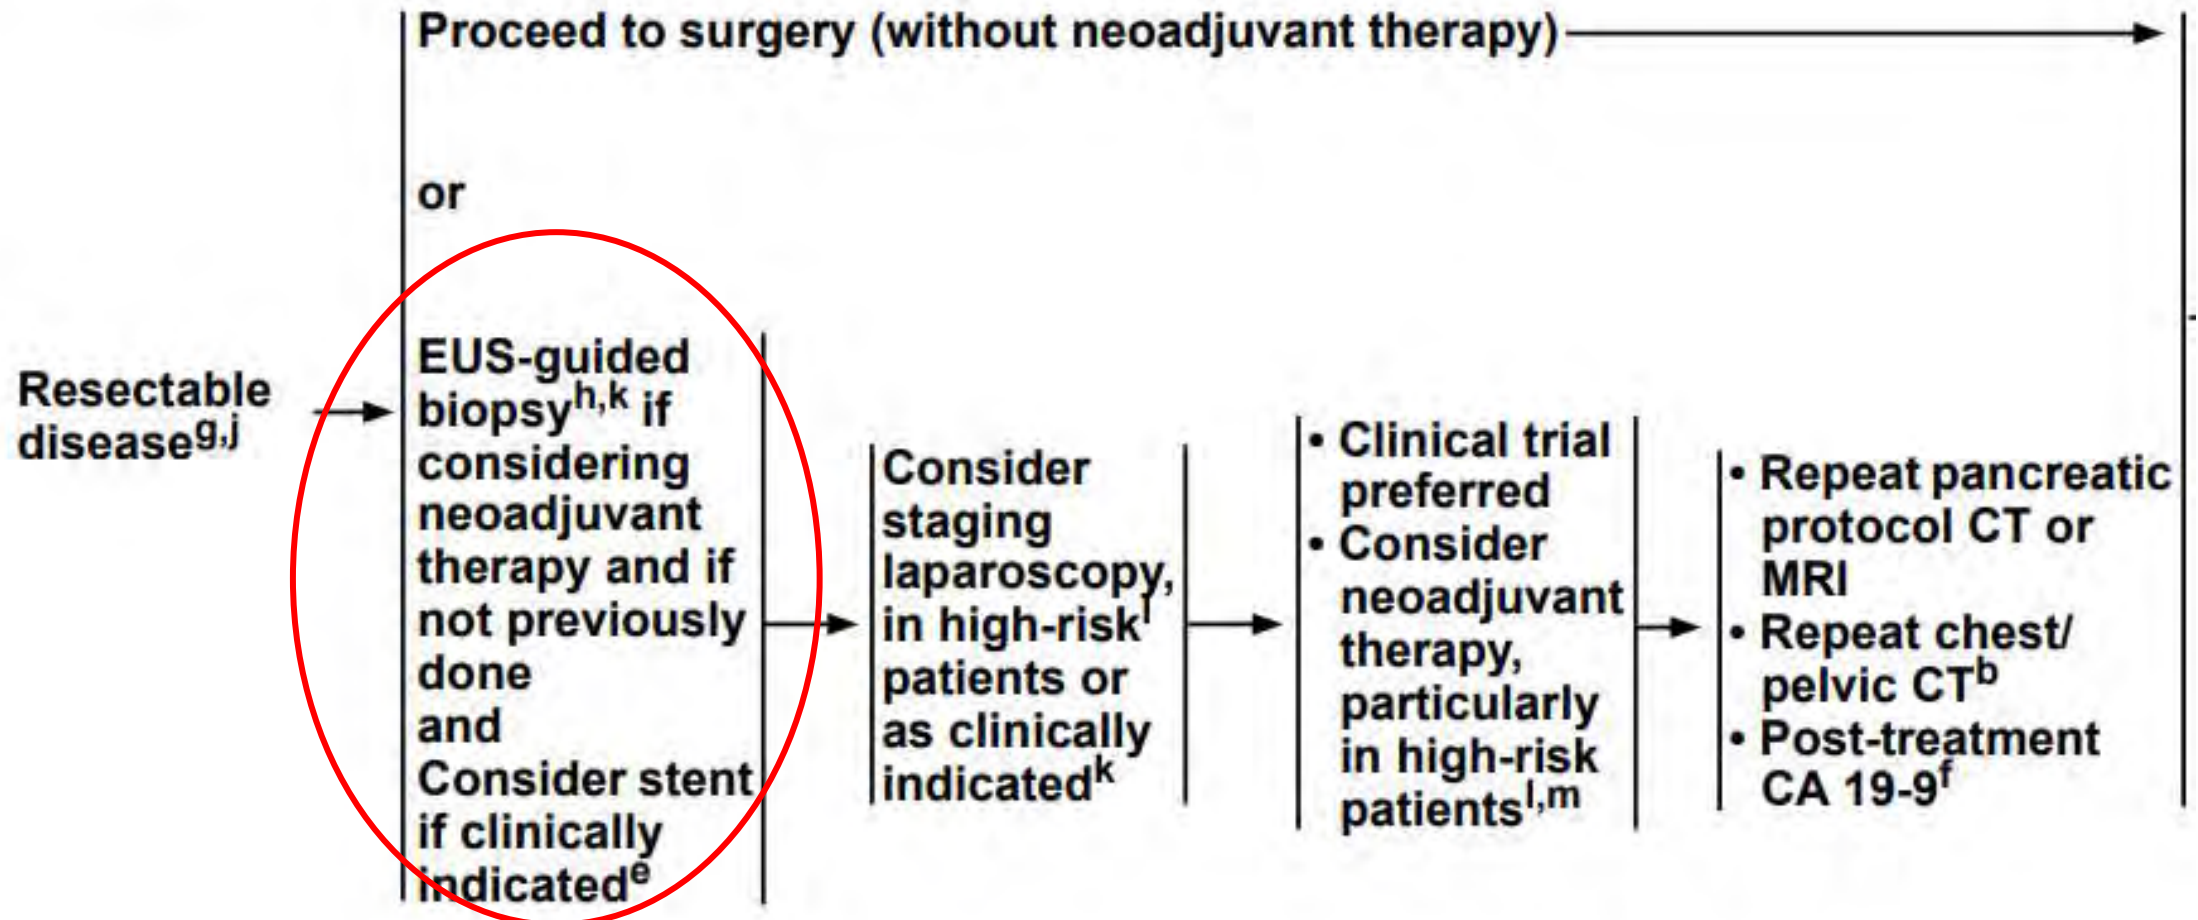 Proceed to surgery (without neoadjuvant therapy)
or
Resectable
disease^g,j
EUS-guided
biopsy^h,k if
considering
neoadjuvant
therapy and if
not previously
done
and
Consider stent
if clinically
indicated^e
Consider
staging
laparoscopy,
in high-risk^l
patients or
as clinically
indicated^k
• Clinical trial
preferred
• Consider
neoadjuvant
therapy,
particularly
in high-risk
patients^l,m
• Repeat pancreatic
protocol CT or
MRI
• Repeat chest/
pelvic CT^b
• Post-treatment
CA 19-9^f